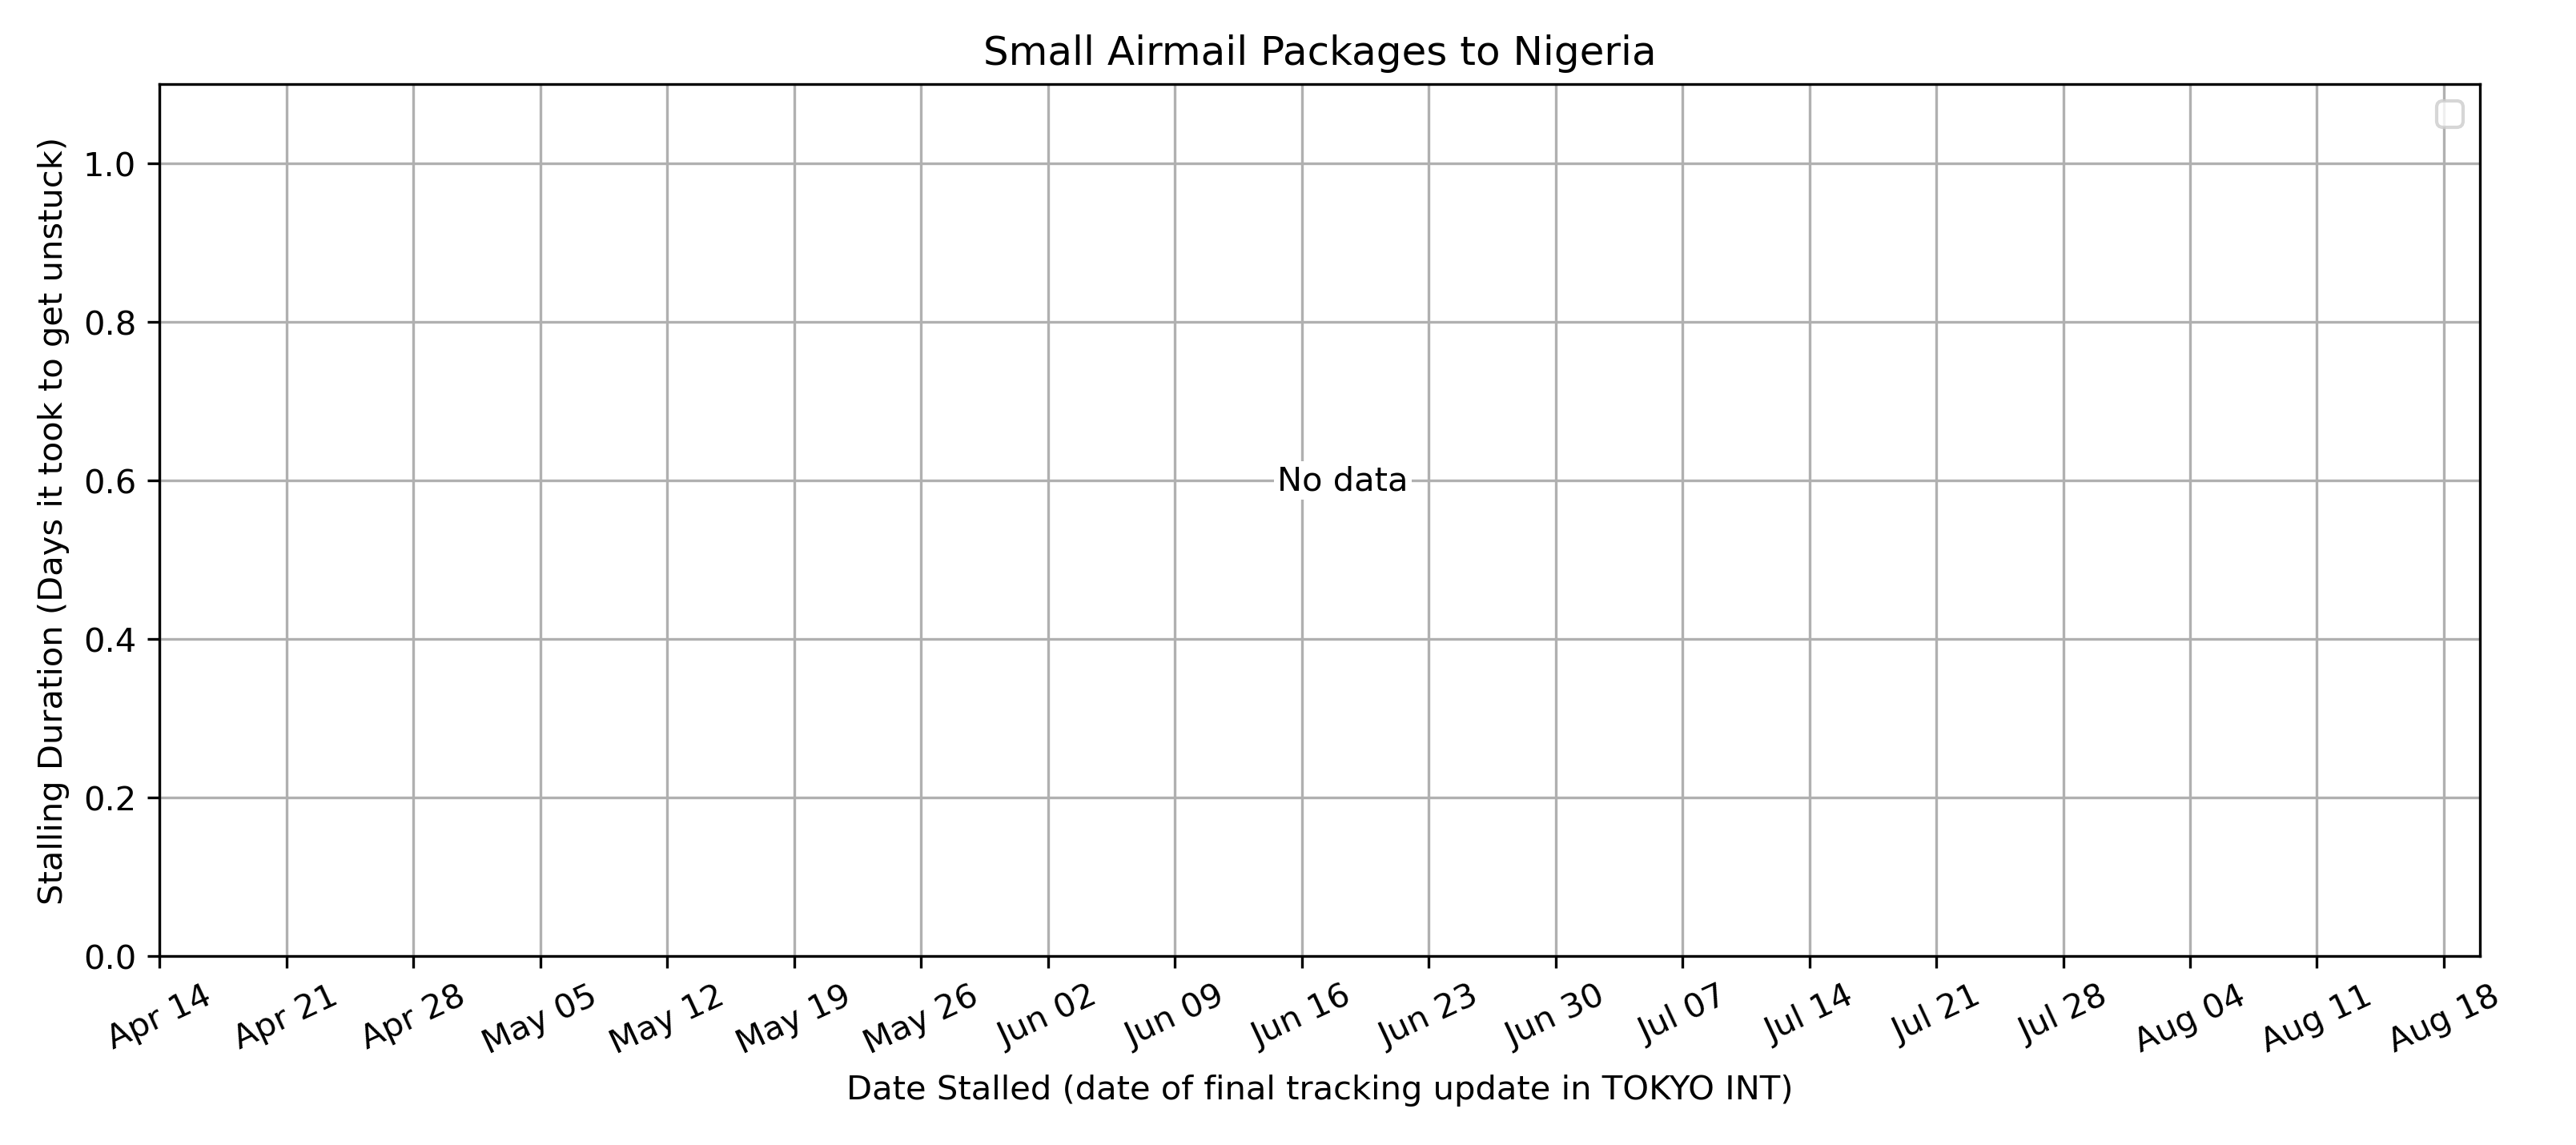 Small Airmail Packages to Nigeria
Stalling Duration (Days it took to get unstuck)
1.0
0.8
0.6
0.4
0.2
0.0
No data
Apr 14
Apr 21
Apr 28
May 05
May 12
May 19
May 26
Jun 02
Jun 09
Jun 16
Jun 23
Jun 30
Jul 07
Jul 14
Jul 21
Jul 28
Aug 04
Aug 11
Aug 18
Date Stalled (date of final tracking update in TOKYO INT)